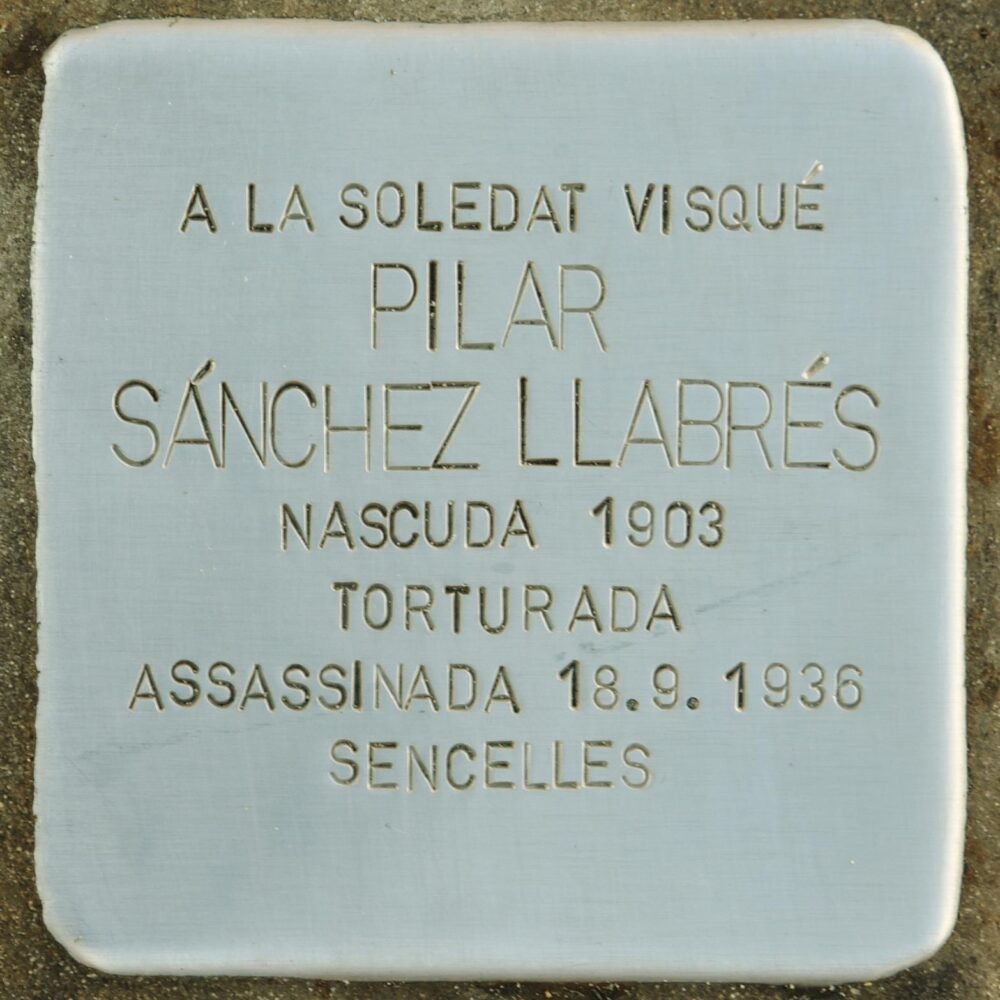 A LA SOLEDAT VISQUÉ
PILAR
SÁNCHEZ LLABRÉS
NASCUDA 1903
TORTURADA
ASSASSINADA 18.9.1936
SENCELLES